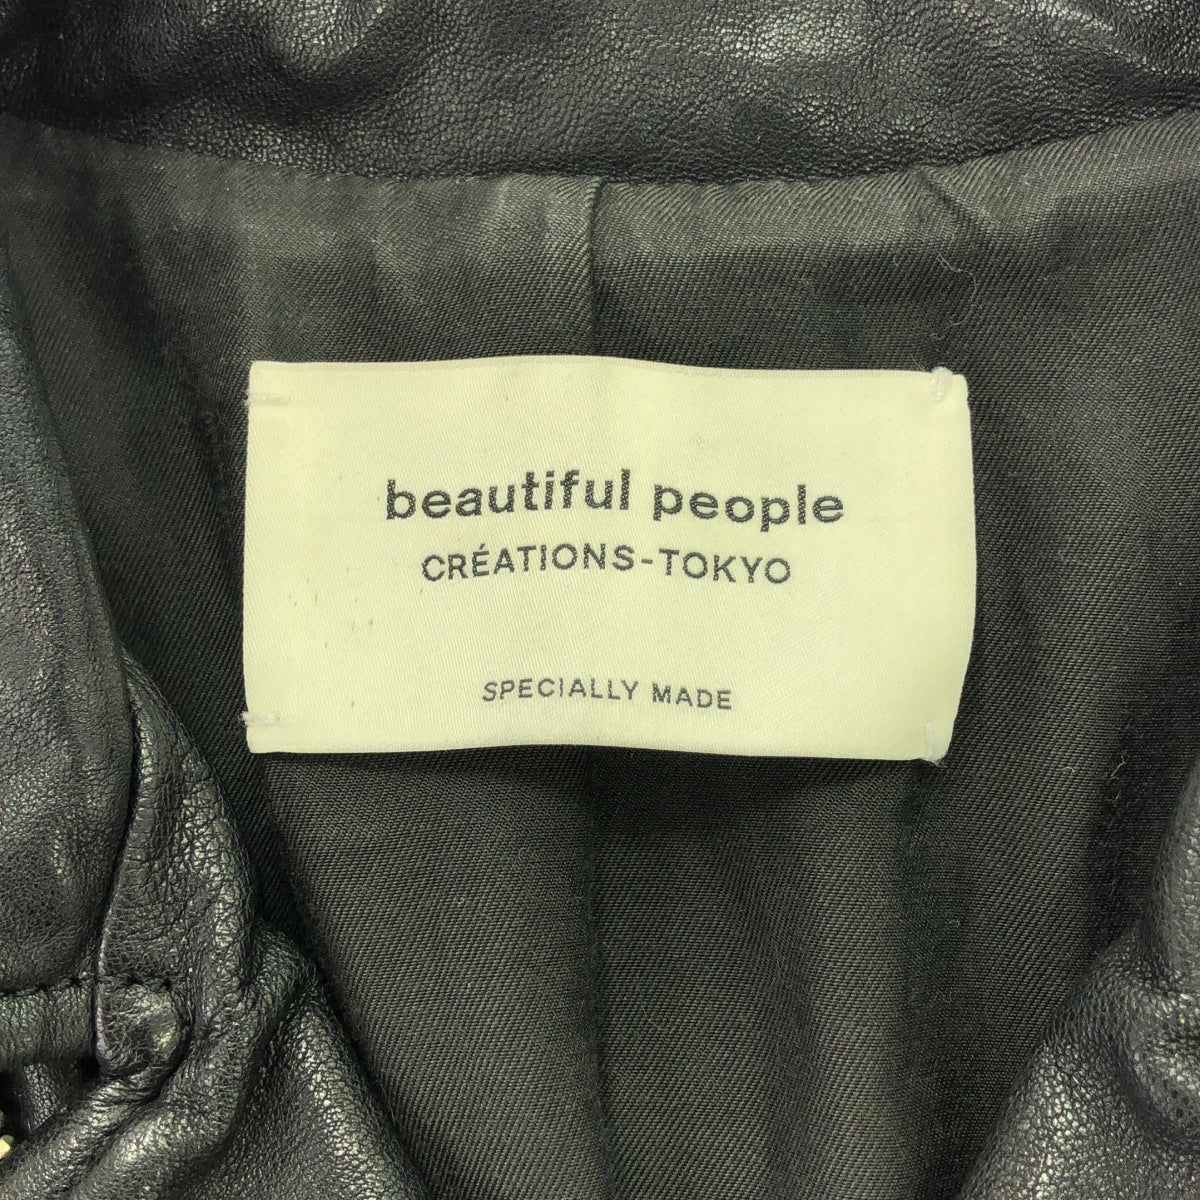 beautiful people
CRÉATIONS-TOKYO
SPECIALLY MADE